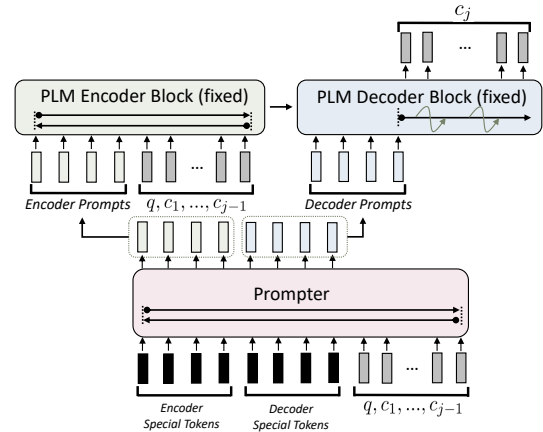 c_j
PLM Encoder Block (fixed)
PLM Decoder Block (fixed)
...
...
Encoder Prompts
q, c_1, ..., c_{j-1}
Decoder Prompts
Prompter
...
Encoder
Special Tokens
Decoder
Special Tokens
q, c_1, ..., c_{j-1}